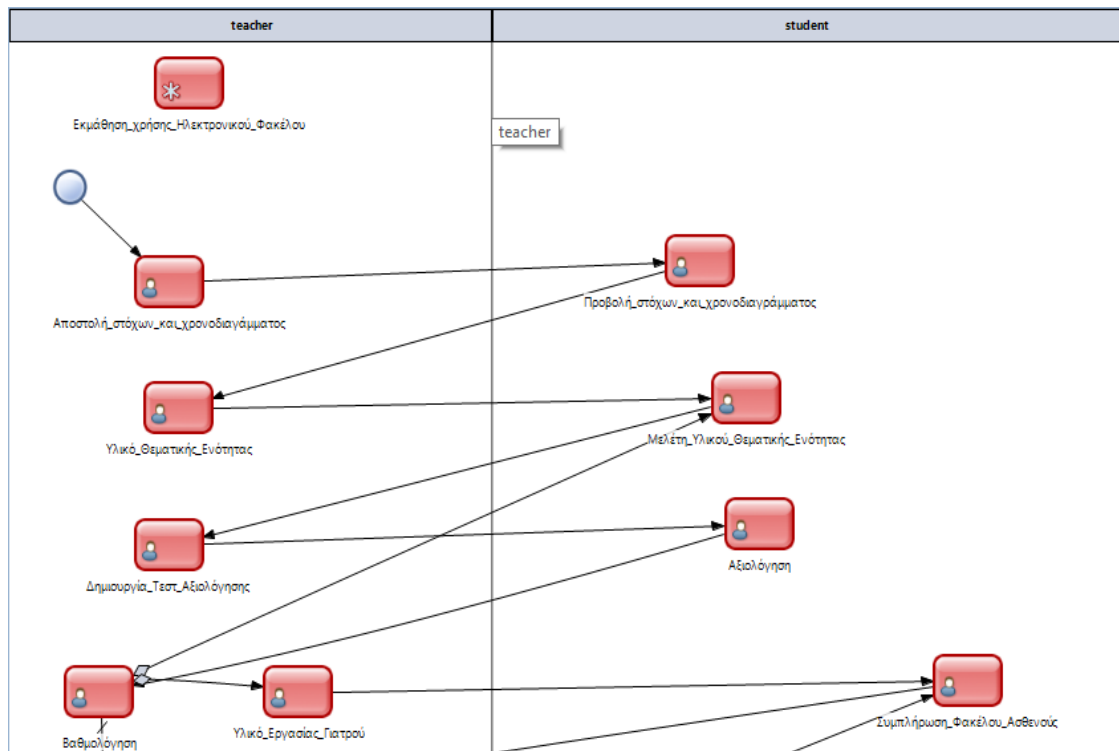 teacher
student
Εκμάθηση_χρήσης_Ηλεκτρονικού_Φακέλου
teacher
Αποστολή_στόχων_και_χρονοδιαγάμματος
Προβολή_στόχων_και_χρονοδιαγράμματος
Υλικό_Θεματικής_Ενότητας
Μελέτη_Υλικού_Θεματικής_Ενότητας
Δημιουργία_Τεστ_Αξιολόγησης
Αξιολόγηση
Βαθμολόγηση
Υλικό_Εργασίας_Γιατρού
Συμπλήρωση_Φακέλου_Ασθενούς